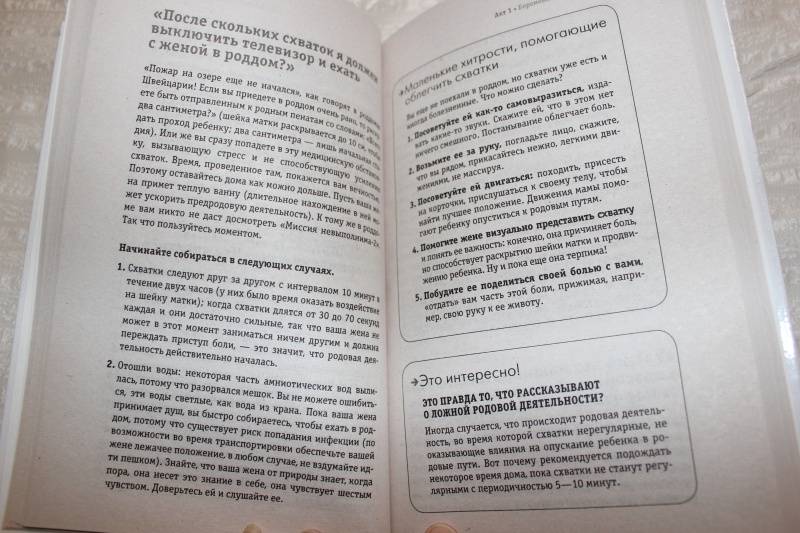 «После скольких схваток я должен
выключить телевизор и ехать
с женой в роддом?»
«Пожар на озере еще не начался», как говорят в
Швейцарии! Если вы приедете в роддом очень рано, то
ете быть отправленным к родным пенатам со словами:
два сантиметра?» (шейка матки раскрывается до 10 см, чтобы
дать проход ребенку; два сантиметра — лишь начальная
дия). Или же вы сразу попадете в эту медицинскую обстанов-
ку, вызывающую стресс и не способствующую усилению
схваток. Время, проведенное там, покажется вам вечностью.
Поэтому оставайтесь дома как можно дольше. Пусть ваша
на примет теплую ванну (длительное нахождение в ней мо-
жет ускорить предродовую деятельность). К тому же в роддо-
ме вам никто не даст досмотреть «Миссия невыполнима-2».
Так что пользуйтесь моментом.
Начинайте собираться в следующих случаях.
1. Схватки следуют друг за другом с интервалом 10 минут в
течение двух часов (у них было время оказать воздействие
на шейку матки); когда схватки длятся от 30 до 70 секунд
каждая и они достаточно сильные, так что ваша жена не
может в этот момент заниматься ничем другим и должна
переждать приступ боли, — это значит, что родовая дея-
тельность действительно началась.
2. Отошли воды: некоторая часть амниотических вод выли-
лась, потому что разорвался мешок. Вы не можете ошибить-
ся, эти воды светлые, как вода из крана. Пока ваша жена
принимает душ, вы быстро собираетесь, чтобы ехать в род-
дом, потому что существует риск попадания инфекции (по
возможности во время транспортировки обеспечьте вашей
жене лежачее положение, в любом случае, не вздумайте ид-
ти пешком). Знайте, что ваша жена от природы знает, когда
пора, она несет это знание в себе, она чувствует шестым
чувством. Доверьтесь ей и слушайте ее.
Акт 1 • Беременность
→Маленькие хитрости, помогающие
облегчить схватки
Вы еще не поехали в роддом, но схватки уже есть и
иногда болезненные. Что можно сделать?
1. Посоветуйте ей как-то самовыразиться, изда-
вать какие-то звуки. Скажите ей, что в этом нет
ничего смешного. Постанывание облегчает боль.
2. Возьмите ее за руку, погладьте лицо, скажите,
что вы рядом, прикасайтесь нежно, легкими дви-
жениями, не массируя.
3. Посоветуйте ей двигаться: походить, присесть
на корточки, прислушаться к своему телу, чтобы
найти лучшее положение. Движения мамы помо-
гают ребенку опуститься к родовым путям.
4. Помогите жене визуально представить схватку
и понять ее важность: конечно, она причиняет боль,
но способствует раскрытию шейки матки и продви-
жению ребенка. Ну и пока еще она терпима!
5. Побудите ее поделиться своей болью с вами,
«отдать» вам часть этой боли, прижимая, напри-
мер, свою руку к ее животу.
→Это интересно!
ЭТО ПРАВДА ТО, ЧТО РАССКАЗЫВАЮТ
О ЛОЖНОЙ РОДОВОЙ ДЕЯТЕЛЬНОСТИ?
Иногда случается, что происходит родовая деятель-
ность, во время которой схватки нерегулярные, не
оказывающие влияния на опускание ребенка в ро-
довые пути. Вот почему рекомендуется подождать
некоторое время дома, пока схватки не станут регу-
лярными с периодичностью 5—10 минут.